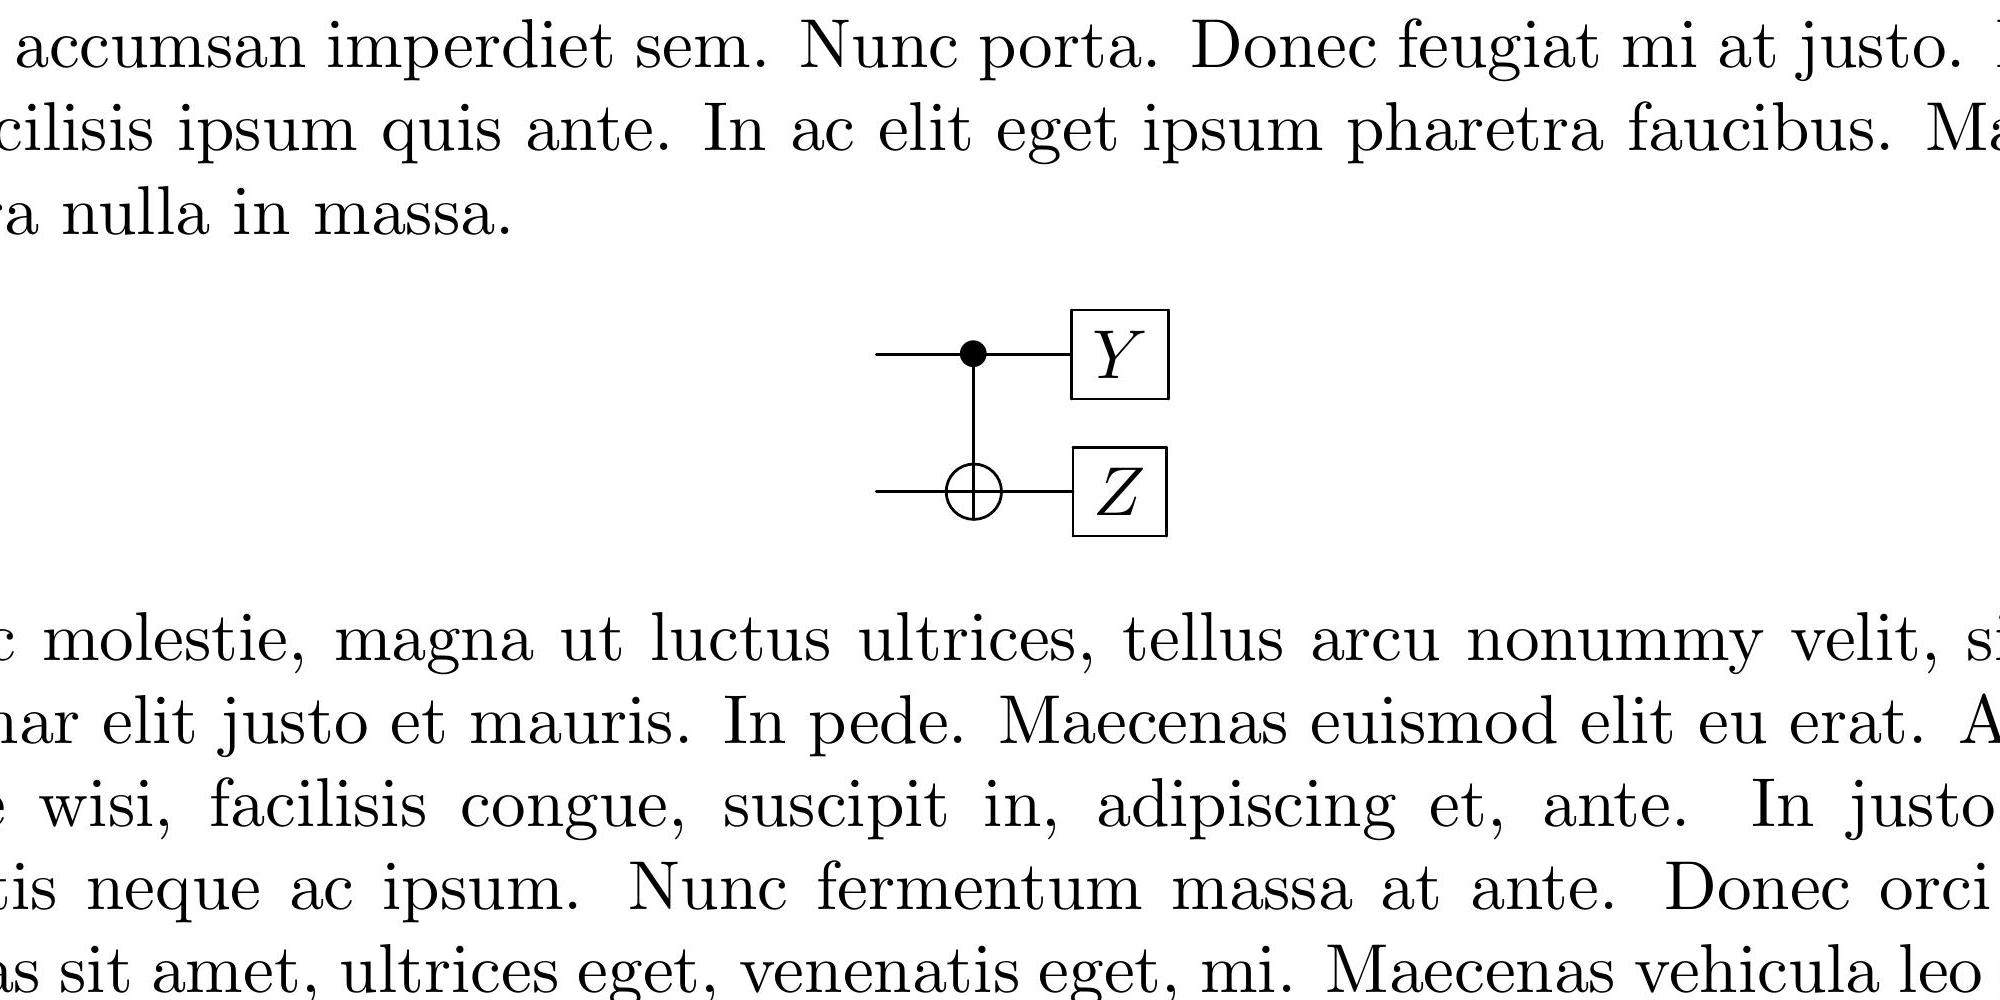 accumsan imperdiet sem. Nunc porta. Donec feugiat mi at justo.
cilisis ipsum quis ante. In ac elit eget ipsum pharetra faucibus. Ma
a nulla in massa.
Y
Z
c molestie, magna ut luctus ultrices, tellus arcu nonummy velit, si
nar elit justo et mauris. In pede. Maecenas euismod elit eu erat. A
e wisi, facilisis congue, suscipit in, adipiscing et, ante. In justo
tis neque ac ipsum. Nunc fermentum massa at ante. Donec orci
as sit amet, ultrices eget, venenatis eget, mi. Maecenas vehicula leo